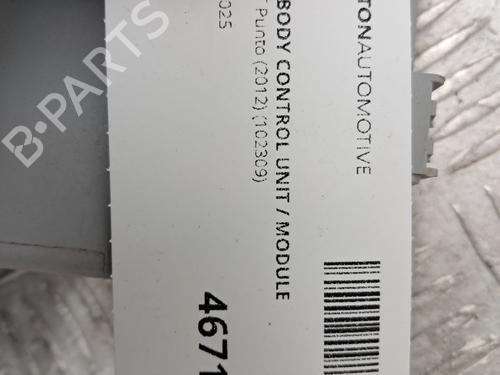 TONAUTOMOTIVE
BODY CONTROL UNIT / MODULE
Punto (2012) (102309)
025
4671
B-PARTS